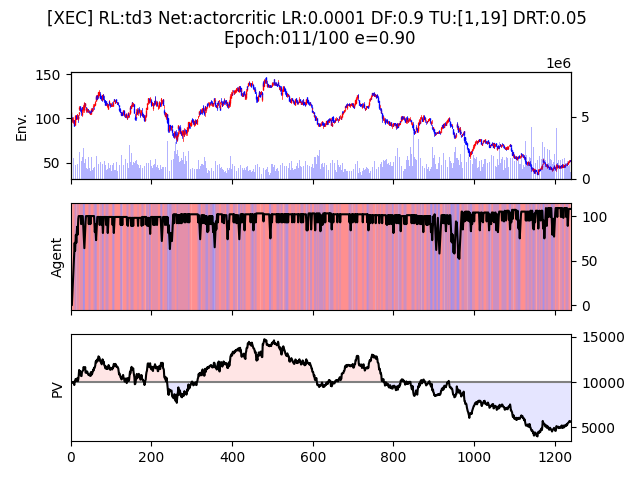 [XEC] RL:td3 Net:actorcritic LR:0.0001 DF:0.9 TU:[1,19] DRT:0.05
Epoch:011/100 e=0.90
1e6
150
100
50
Env.
5
0
Agent
100
50
0
PV
15000
10000
5000
0 200 400 600 800 1000 1200